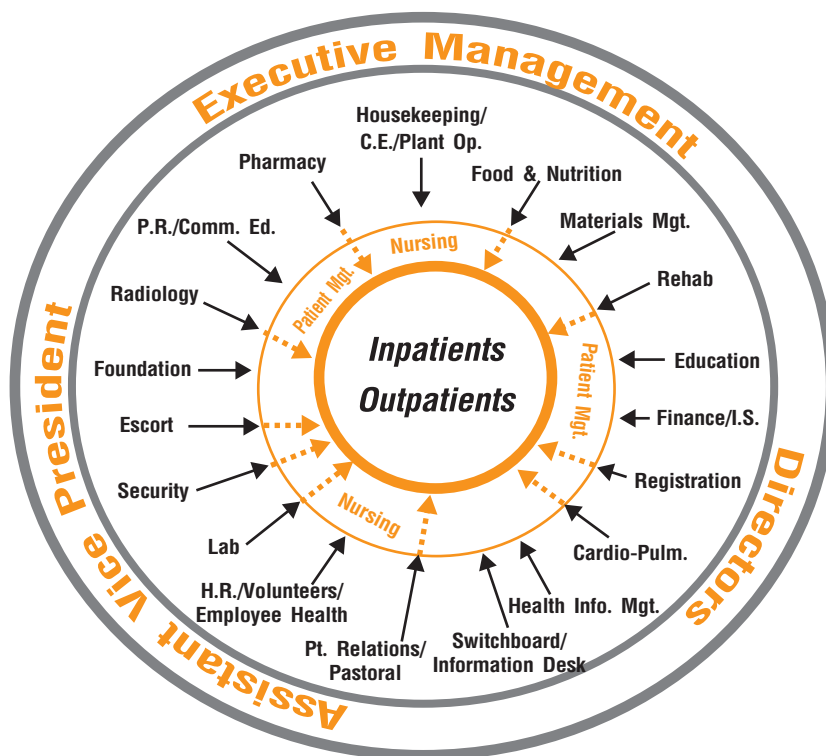 Executive Management
Housekeeping/
C.E./Plant Op.
Pharmacy
Food & Nutrition
P.R./Comm. Ed.
Materials Mgt.
Nursing
Radiology
Patient Mgt.
Rehab
Inpatients
Outpatients
Foundation
Patient Mgt.
Education
Escort
Finance/I.S.
Security
Registration
Lab
Nursing
Cardio-Pulm.
H.R./Volunteers/
Employee Health
Health Info. Mgt.
Pt. Relations/
Pastoral
Switchboard/
Information Desk
Assistant Vice President
Directors